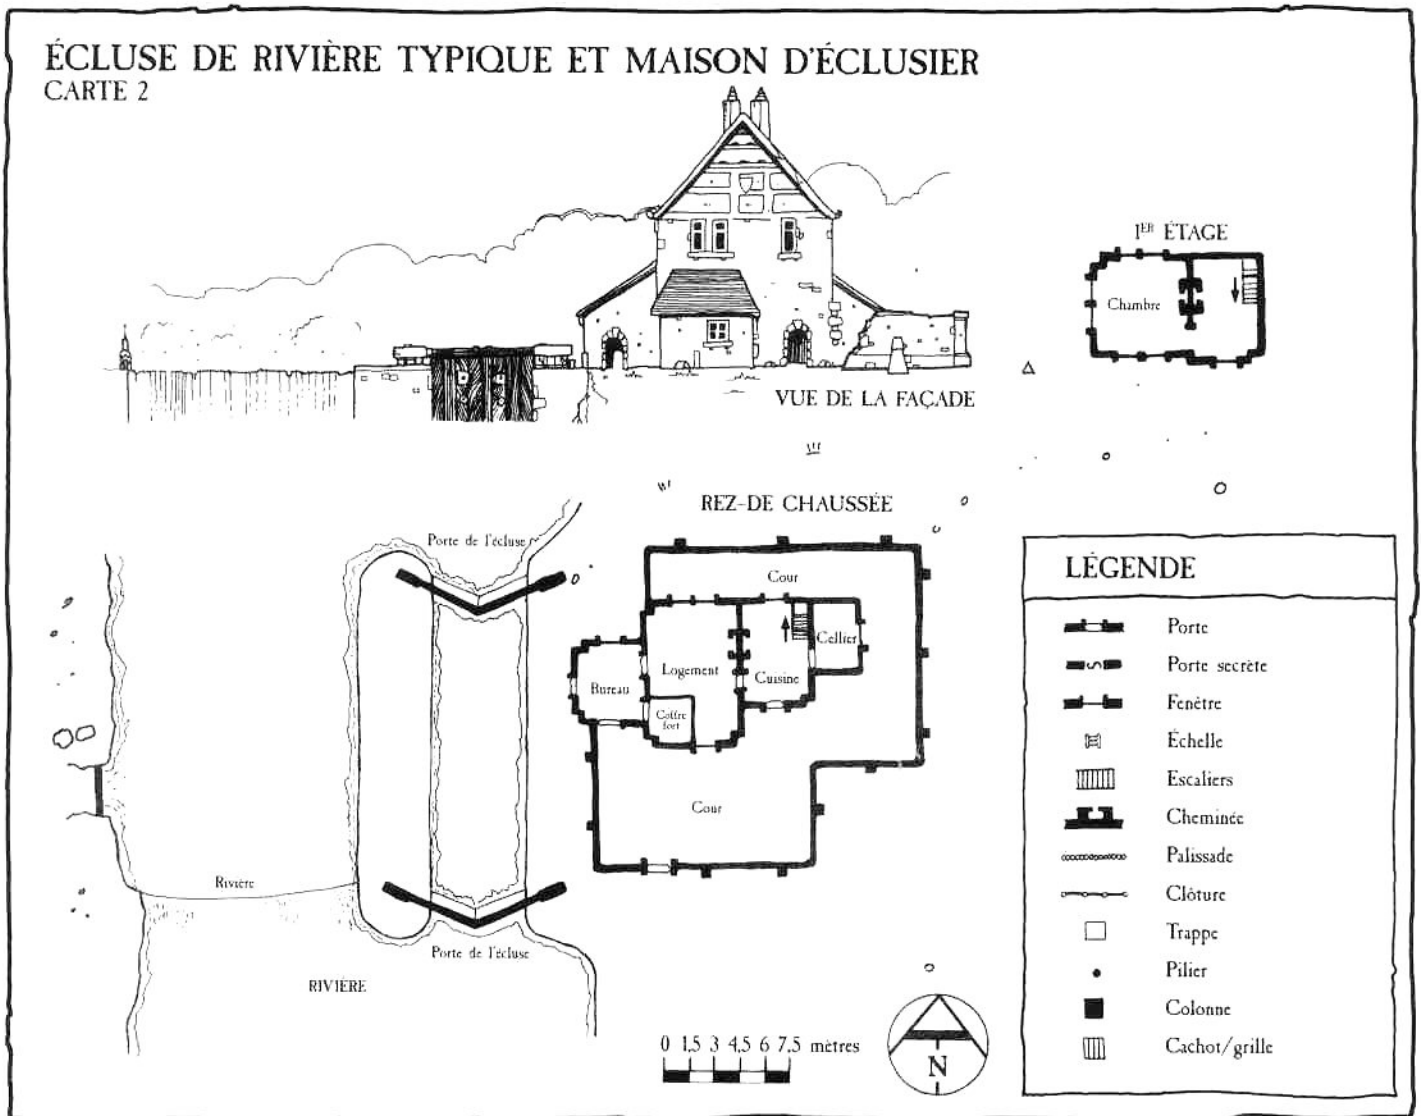 ÉCLUSE DE RIVIÈRE TYPIQUE ET MAISON D'ÉCLUSIER
CARTE 2
1ER ÉTAGE
Chambre
VUE DE LA FAÇADE
REZ-DE CHAUSSÉE
Porte de l'écluse
Cour
Logement
Cellier
Cuisine
Bureau
Coffre
fort
Cour
Rivière
Porte de l'écluse
RIVIÈRE
0 1,5 3 4,5 6 7,5 mètres
N
LÉGENDE
Porte
Porte secrète
Fenêtre
Échelle
Escaliers
Cheminée
Palissade
Clôture
Trappe
Pilier
Colonne
Cachot/grille